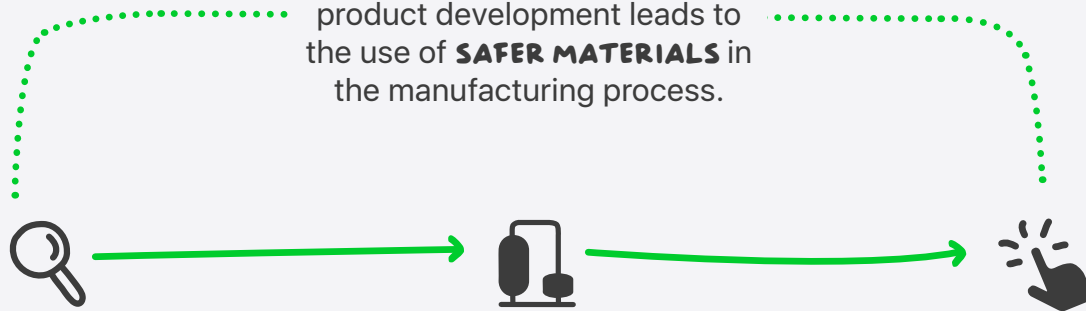 product development leads to
the use of SAFER MATERIALS in
the manufacturing process.